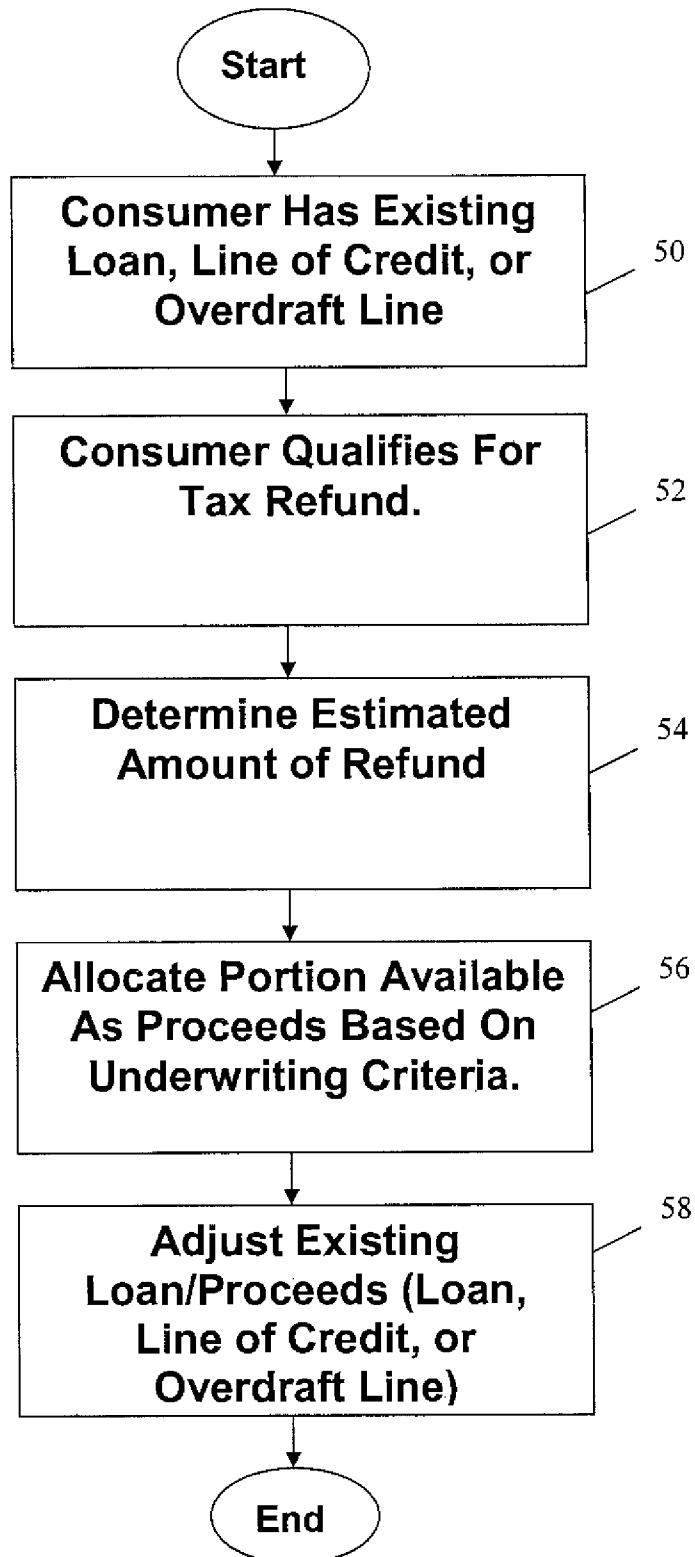 Start
Consumer Has Existing
Loan, Line of Credit, or
Overdraft Line
50
Consumer Qualifies For
Tax Refund.
52
Determine Estimated
Amount of Refund
54
Allocate Portion Available
As Proceeds Based On
Underwriting Criteria.
56
Adjust Existing
Loan/Proceeds (Loan,
Line of Credit, or
Overdraft Line)
58
End